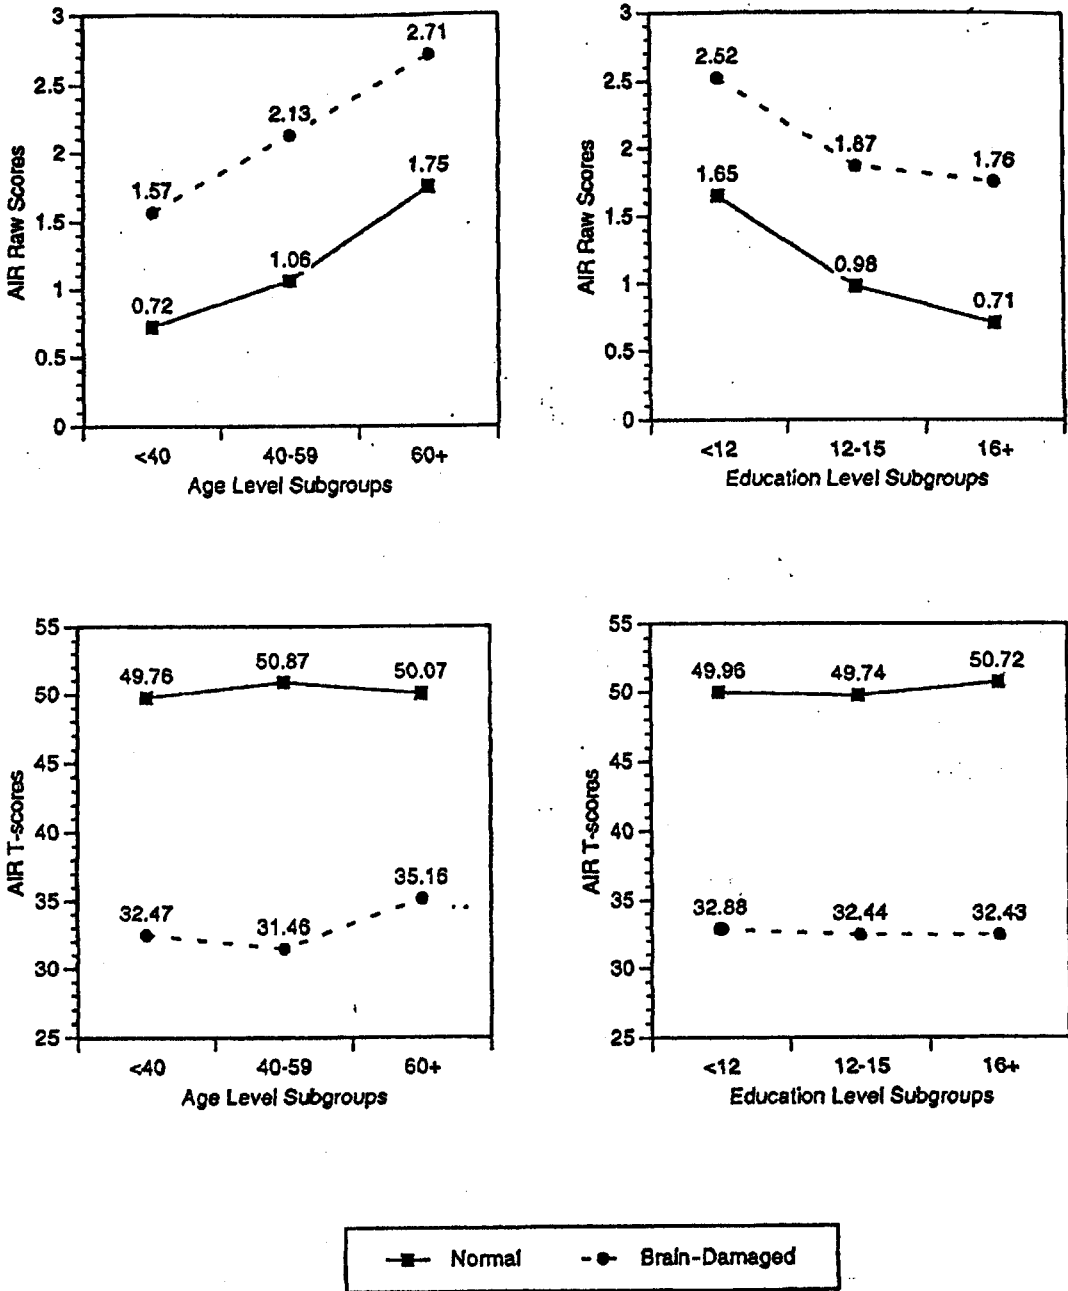 3
2.5
2
1.5
1
0.5
0
AIR Raw Scores
2.71
2.13
1.57
1.75
1.06
0.72
<40 40-59 60+
Age Level Subgroups
3
2.5
2
1.5
1
0.5
0
AIR Raw Scores
2.52
1.87
1.76
1.65
0.98
0.71
<12 12-15 16+
Education Level Subgroups
55
50
45
40
35
30
25
AIR T-scores
49.76 50.87 50.07
32.47 31.46 35.16
<40 40-59 60+
Age Level Subgroups
55
50
45
40
35
30
25
AIR T-scores
49.96 49.74 50.72
32.88 32.44 32.43
<12 12-15 16+
Education Level Subgroups
Normal Brain-Damaged